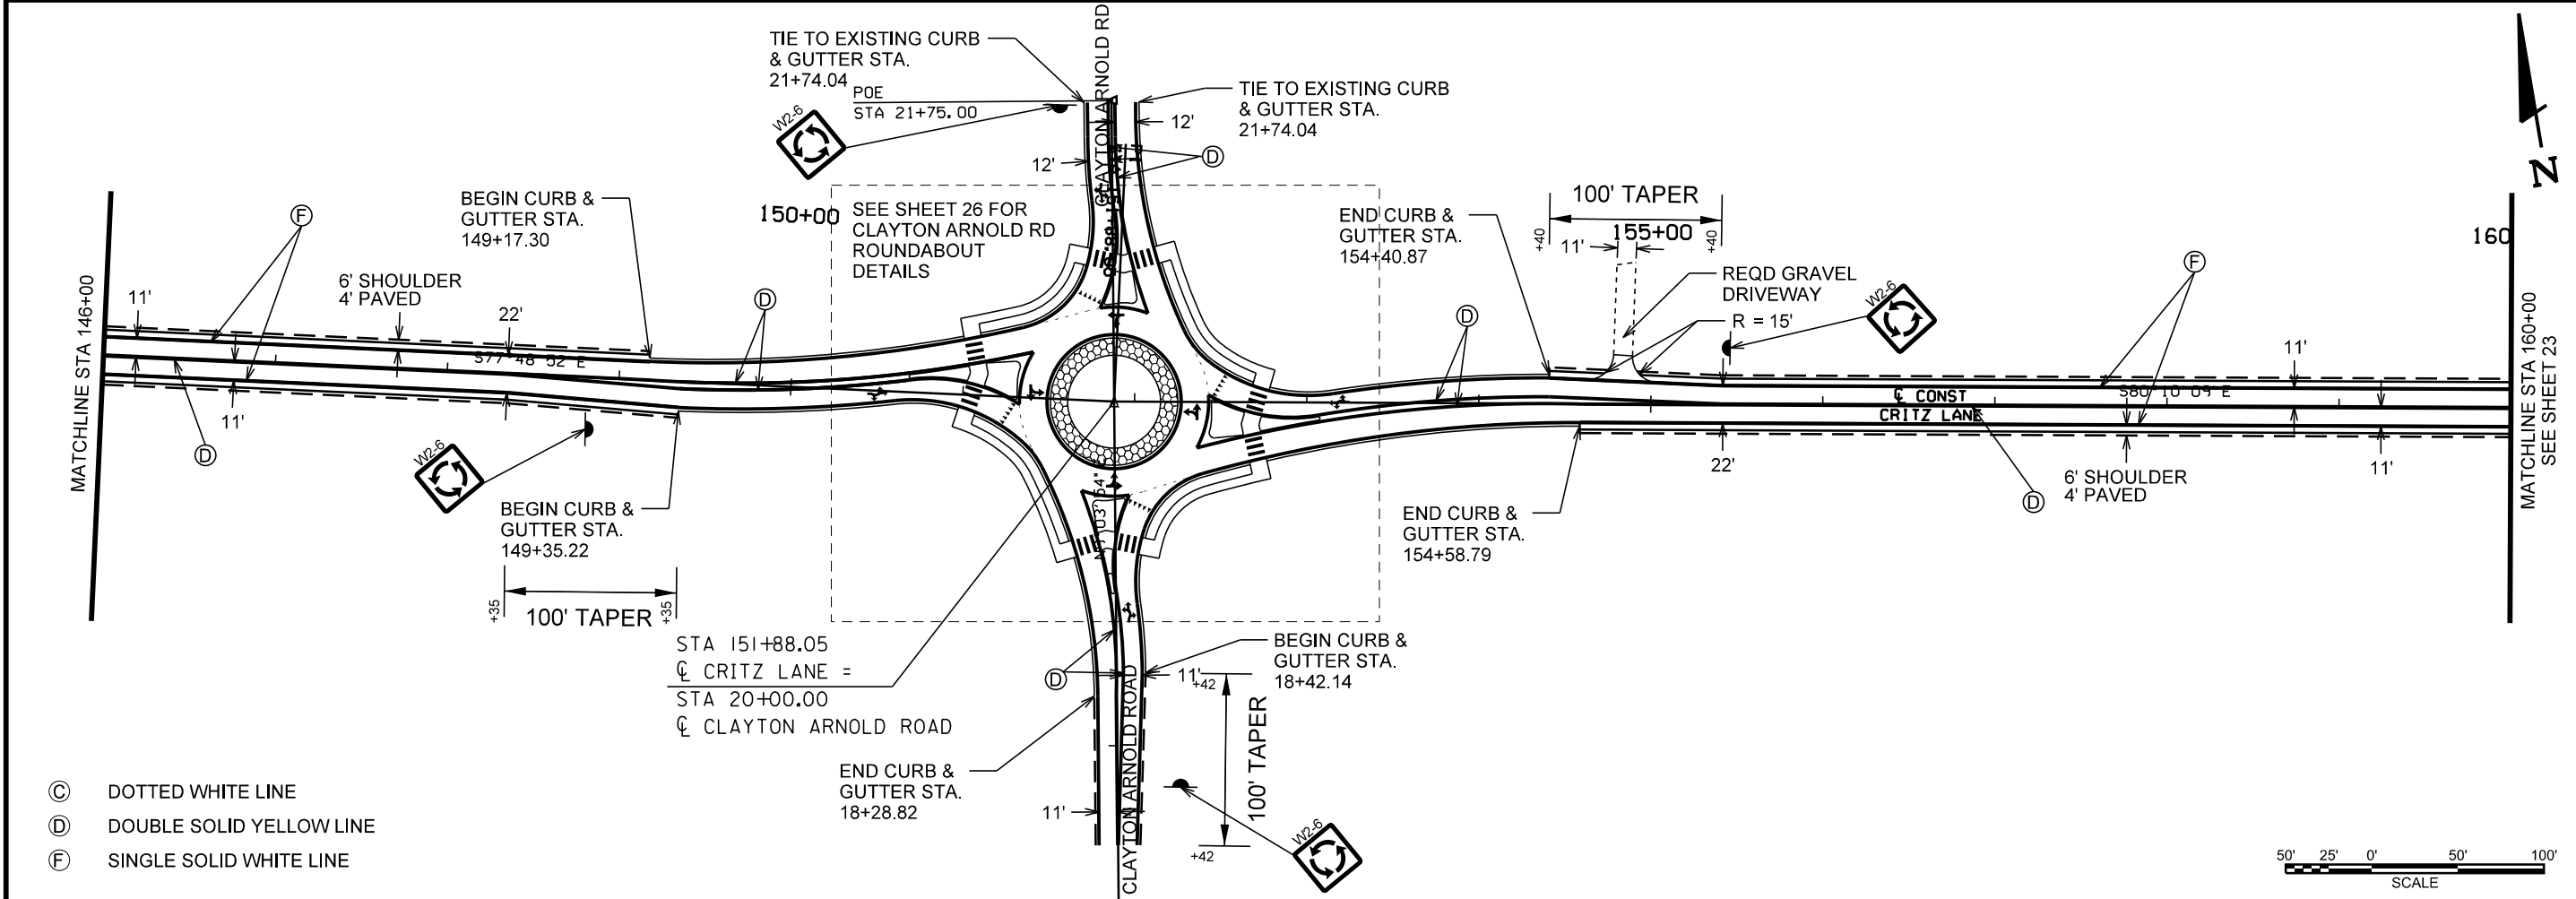 TIE TO EXISTING CURB
& GUTTER STA.
21+74.04
POE
STA 21+75.00
W2-6
CLAYTON ARNOLD RD
TIE TO EXISTING CURB
& GUTTER STA.
21+74.04
12'
12'
D
N
BEGIN CURB &
GUTTER STA.
149+17.30
150+00
SEE SHEET 26 FOR
CLAYTON ARNOLD RD
ROUNDABOUT
DETAILS
END CURB &
GUTTER STA.
154+40.87
100' TAPER
+40
+40
155+00
11'
REQD GRAVEL
DRIVEWAY
R = 15'
W2-6
F
160
MATCHLINE STA 160+00
SEE SHEET 23
MATCHLINE STA 146+00
F
11'
6' SHOULDER
4' PAVED
22'
D
S77 48 52 E
11'
D
W2-6
BEGIN CURB &
GUTTER STA.
149+35.22
+35
+35
100' TAPER
D
℄ CONST
CRITZ LANE
S80 10 09 E
11'
22'
6' SHOULDER
4' PAVED
D
11'
END CURB &
GUTTER STA.
154+58.79
STA 151+88.05
℄ CRITZ LANE =
STA 20+00.00
℄ CLAYTON ARNOLD ROAD
D
BEGIN CURB &
GUTTER STA.
18+42.14
11'
+42
100' TAPER
+42
CLAYTON ARNOLD ROAD
END CURB &
GUTTER STA.
18+28.82
11'
W2-6
C DOTTED WHITE LINE
D DOUBLE SOLID YELLOW LINE
F SINGLE SOLID WHITE LINE
50' 25' 0' 50' 100'
SCALE